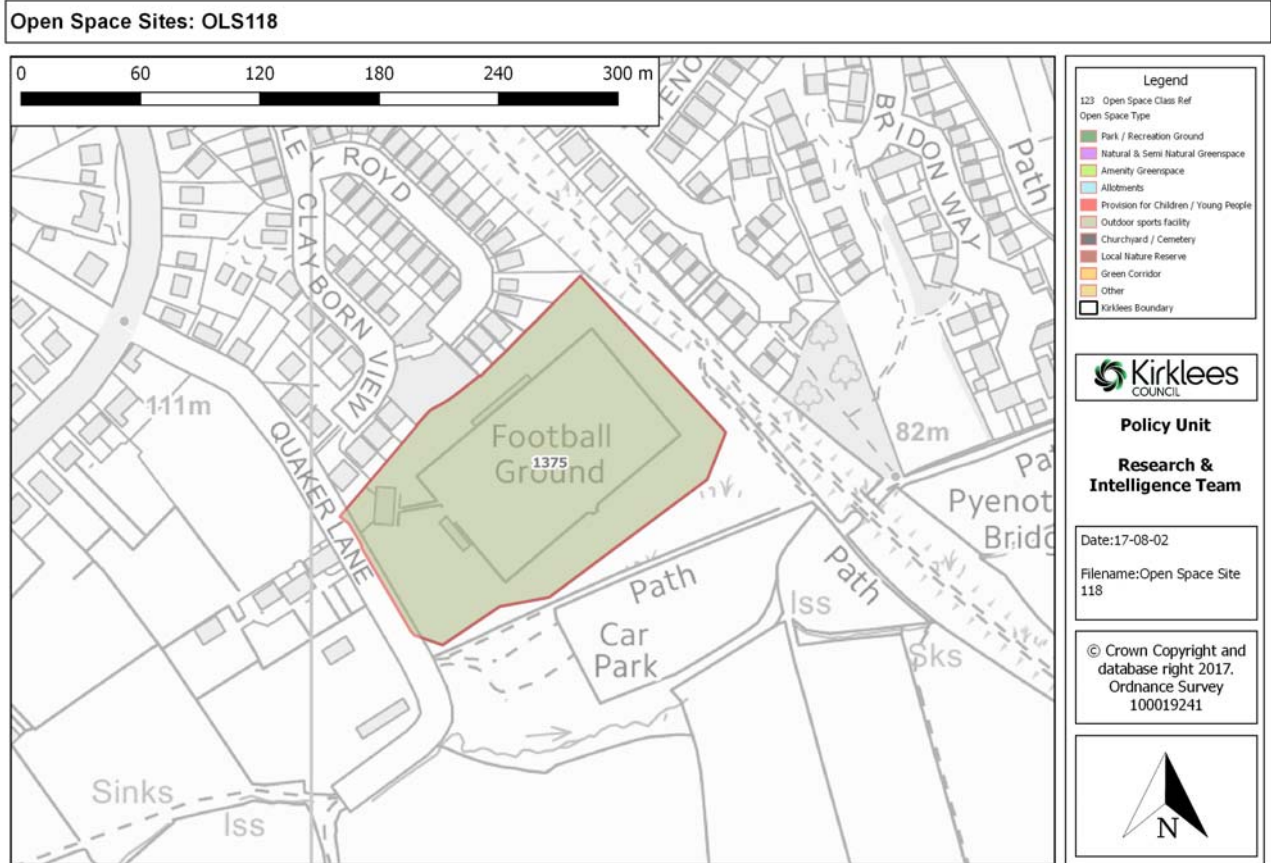 Open Space Sites: OLS118
0 60 120 180 240 300 m
LEY
ROYD
CLAYBORN VIEW
BRIDON WAY
Path
111m
QUAKER LANE
Football
Ground
1375
82m
Pyenot
Path
Path
Car
Park
Iss
Sks
Sinks
Iss
Legend
123 Open Space Class Ref
Open Space Type
Park / Recreation Ground
Natural & Semi Natural Greenspace
Amenity Greenspace
Allotments
Provision for Children / Young People
Outdoor sports facility
Churchyard / Cemetery
Local Nature Reserve
Green Corridor
Other
Kirklees Boundary
Kirklees
COUNCIL
Policy Unit
Research &
Intelligence Team
Date:17-08-02
Filename:Open Space Site
118
© Crown Copyright and
database right 2017.
Ordnance Survey
100019241
N